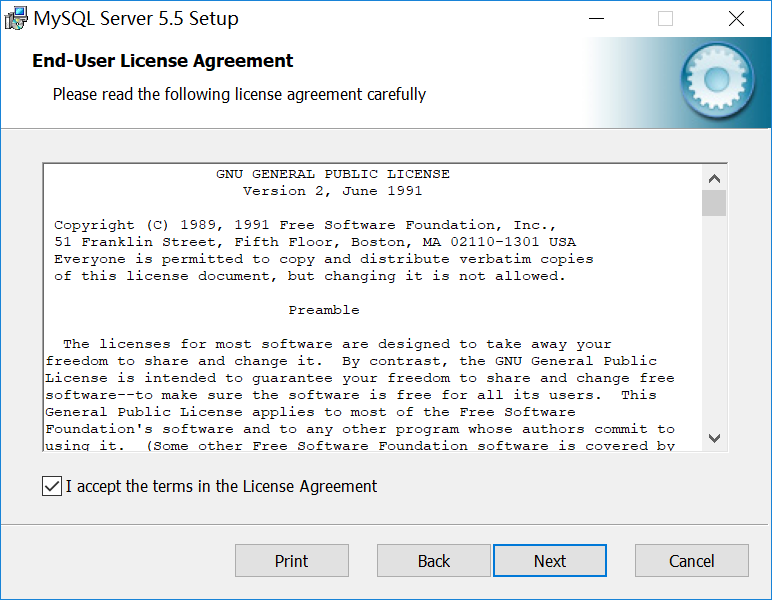 MySQL Server 5.5 Setup
End-User License Agreement
Please read the following license agreement carefully
GNU GENERAL PUBLIC LICENSE
Version 2, June 1991
Copyright (C) 1989, 1991 Free Software Foundation, Inc.,
51 Franklin Street, Fifth Floor, Boston, MA 02110-1301 USA
Everyone is permitted to copy and distribute verbatim copies
of this license document, but changing it is not allowed.
Preamble
The licenses for most software are designed to take away your
freedom to share and change it.  By contrast, the GNU General Public
License is intended to guarantee your freedom to share and change free
software--to make sure the software is free for all its users.  This
General Public License applies to most of the Free Software
Foundation's software and to any other program whose authors commit to
using it.  (Some other Free Software Foundation software is covered by
I accept the terms in the License Agreement
Print
Back
Next
Cancel